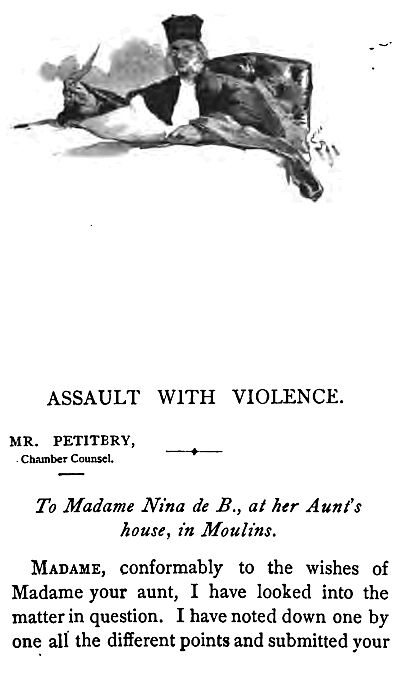 ASSAULT WITH VIOLENCE.
MR. PETITBRY,
Chamber Counsel.
To Madame Nina de B., at her Aunt's
house, in Moulins.
MADAME, conformably to the wishes of
Madame your aunt, I have looked into the
matter in question. I have noted down one by
one all the different points and submitted your